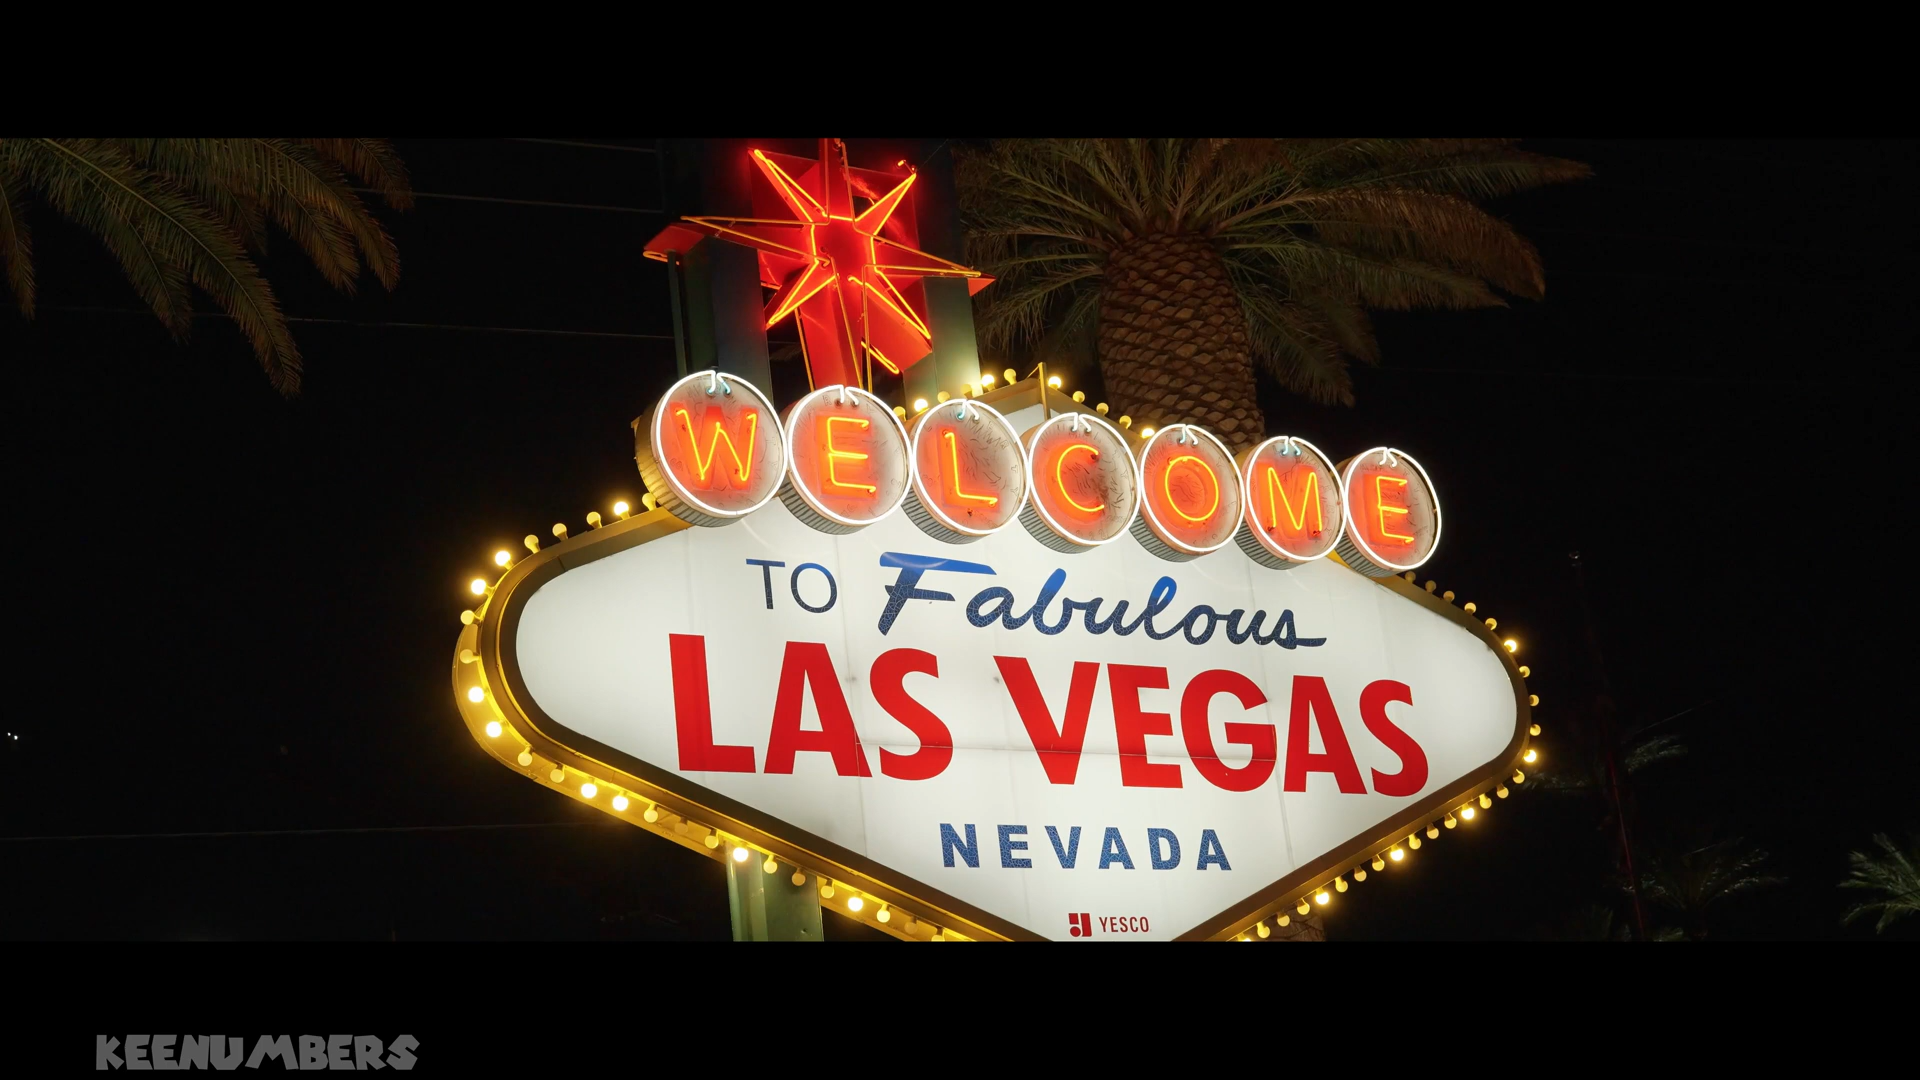 WELCOME
TO Fabulous
LAS VEGAS
NEVADA
YESCO
KEENUMBERS